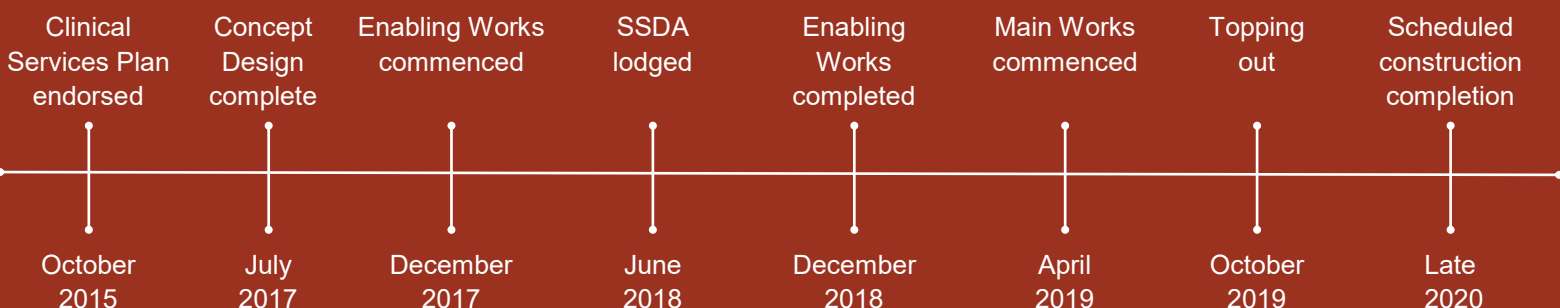 Clinical
Services Plan
endorsed
Concept
Design
complete
Enabling Works
commenced
SSDA
lodged
Enabling
Works
completed
Main Works
commenced
Topping
out
Scheduled
construction
completion
October
2015
July
2017
December
2017
June
2018
December
2018
April
2019
October
2019
Late
2020